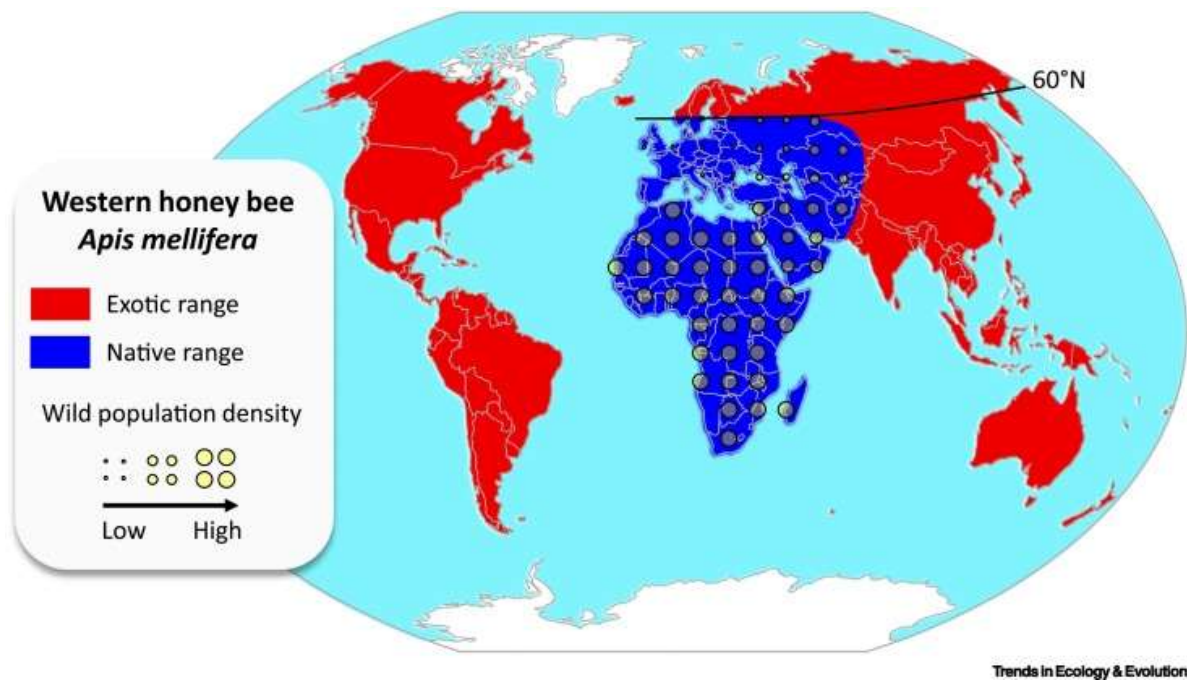 60°N
Western honey bee
Apis mellifera
Exotic range
Native range
Wild population density
Low High
Trends in Ecology & Evolution